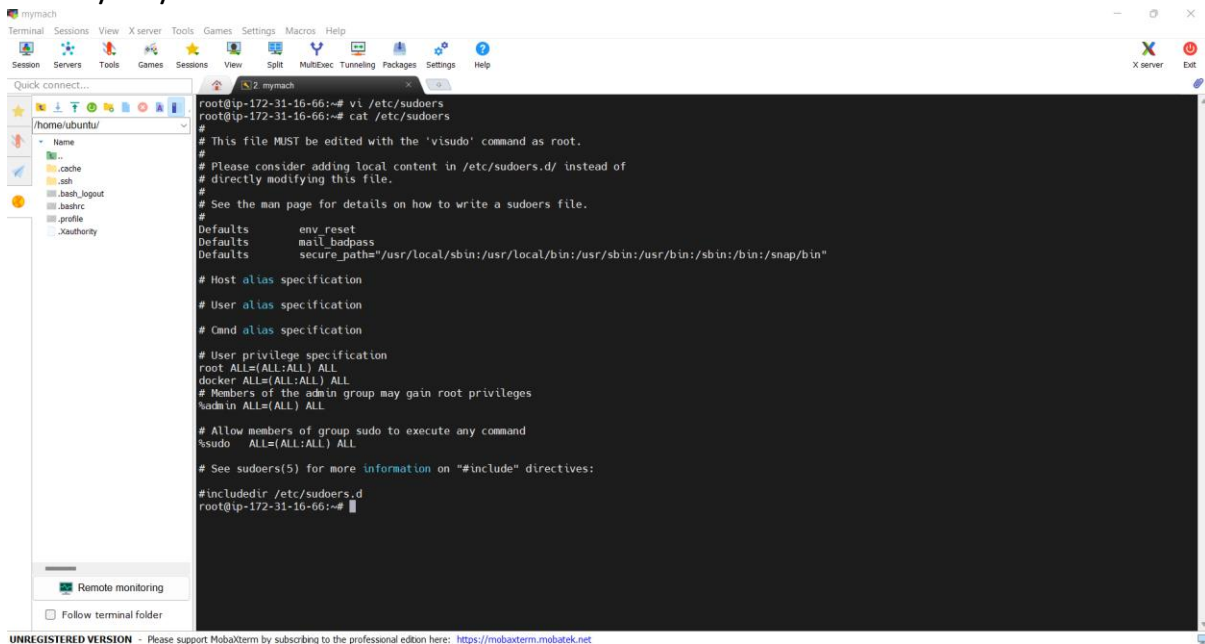 mymach
Terminal Sessions View X server Tools Games Settings Macros Help
Session Servers Tools Games Sessions View Split MultiExec Tunneling Packages Settings Help X server Exit
Quick connect...
2. mymach
/home/ubuntu/
Name
..
.cache
.ssh
.bash_logout
.bashrc
.profile
.Xauthority
root@ip-172-31-16-66:~# vi /etc/sudoers
root@ip-172-31-16-66:~# cat /etc/sudoers
#
# This file MUST be edited with the 'visudo' command as root.
#
# Please consider adding local content in /etc/sudoers.d/ instead of
# directly modifying this file.
#
# See the man page for details on how to write a sudoers file.
#
Defaults env_reset
Defaults mail_badpass
Defaults secure_path="/usr/local/sbin:/usr/local/bin:/usr/sbin:/usr/bin:/sbin:/bin:/snap/bin"
# Host alias specification
# User alias specification
# Cmnd alias specification
# User privilege specification
root ALL=(ALL:ALL) ALL
docker ALL=(ALL:ALL) ALL
# Members of the admin group may gain root privileges
%admin ALL=(ALL) ALL
# Allow members of group sudo to execute any command
%sudo ALL=(ALL:ALL) ALL
# See sudoers(5) for more information on "#include" directives:
#includedir /etc/sudoers.d
root@ip-172-31-16-66:~#
Remote monitoring
Follow terminal folder
UNREGISTERED VERSION - Please support MobaXterm by subscribing to the professional edition here: https://mobaxterm.mobatek.net